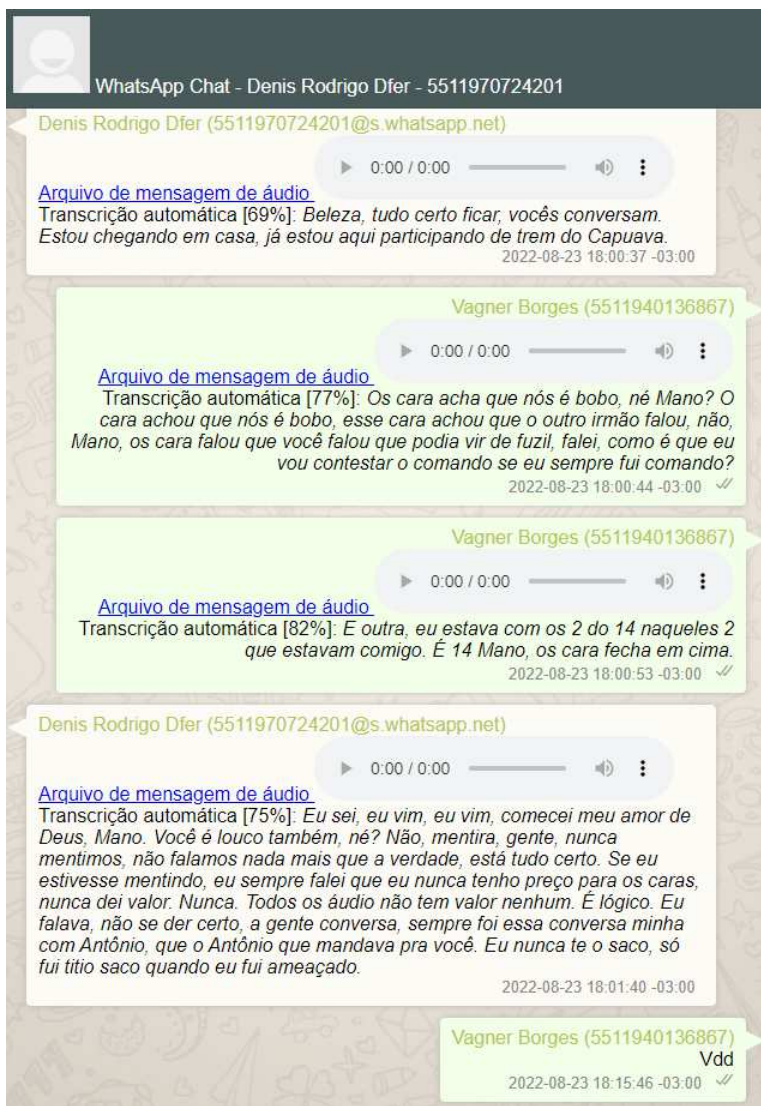 WhatsApp Chat - Denis Rodrigo Dfer - 5511970724201
Denis Rodrigo Dfer (5511970724201@s.whatsapp.net)
0:00 / 0:00
Arquivo de mensagem de áudio
Transcrição automática [69%]: Beleza, tudo certo ficar, vocês conversam.
Estou chegando em casa, já estou aqui participando de trem do Capuava.
2022-08-23 18:00:37 -03:00
Vagner Borges (5511940136867)
0:00 / 0:00
Arquivo de mensagem de áudio
Transcrição automática [77%]: Os cara acha que nós é bobo, né Mano? O
cara achou que nós é bobo, esse cara achou que o outro irmão falou, não,
Mano, os cara falou que você falou que podia vir de fuzil, falei, como é que eu
vou contestar o comando se eu sempre fui comando?
2022-08-23 18:00:44 -03:00
Vagner Borges (5511940136867)
0:00 / 0:00
Arquivo de mensagem de áudio
Transcrição automática [82%]: E outra, eu estava com os 2 do 14 naqueles 2
que estavam comigo. É 14 Mano, os cara fecha em cima.
2022-08-23 18:00:53 -03:00
Denis Rodrigo Dfer (5511970724201@s.whatsapp.net)
0:00 / 0:00
Arquivo de mensagem de áudio
Transcrição automática [75%]: Eu sei, eu vim, eu vim, comecei meu amor de
Deus, Mano. Você é louco também, né? Não, mentira, gente, nunca
mentimos, não falamos nada mais que a verdade, está tudo certo. Se eu
estivesse mentindo, eu sempre falei que eu nunca tenho preço para os caras,
nunca dei valor. Nunca. Todos os áudio não tem valor nenhum. É lógico. Eu
falava, não se der certo, a gente conversa, sempre foi essa conversa minha
com Antônio, que o Antônio que mandava pra você. Eu nunca te o saco, só
fui titio saco quando eu fui ameaçado.
2022-08-23 18:01:40 -03:00
Vagner Borges (5511940136867)
Vdd
2022-08-23 18:15:46 -03:00